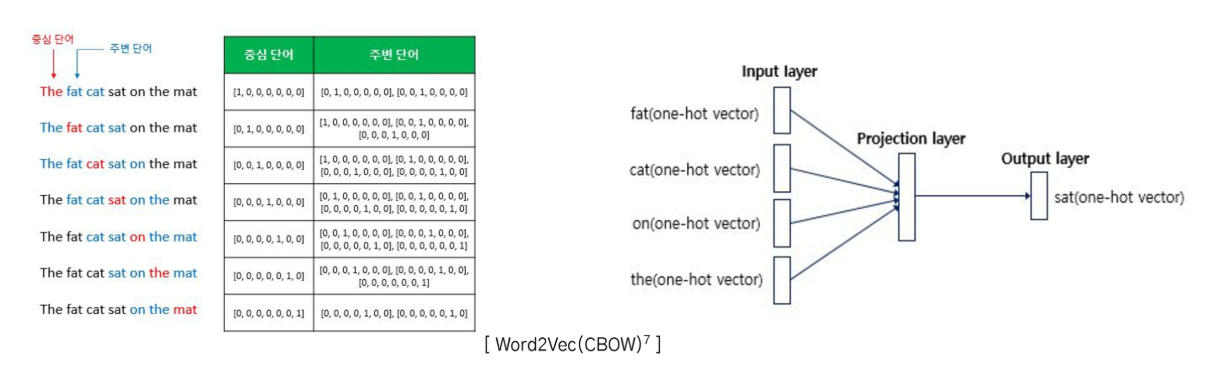 중심 단어
주변 단어
The fat cat sat on the mat
The fat cat sat on the mat
The fat cat sat on the mat
The fat cat sat on the mat
The fat cat sat on the mat
The fat cat sat on the mat
The fat cat sat on the mat
중심 단어 주변 단어
[1, 0, 0, 0, 0, 0, 0] [0, 1, 0, 0, 0, 0, 0], [0, 0, 1, 0, 0, 0, 0]
[0, 1, 0, 0, 0, 0, 0] [1, 0, 0, 0, 0, 0, 0], [0, 0, 1, 0, 0, 0, 0],
[0, 0, 0, 1, 0, 0, 0]
[0, 0, 1, 0, 0, 0, 0] [1, 0, 0, 0, 0, 0, 0], [0, 1, 0, 0, 0, 0, 0],
[0, 0, 0, 1, 0, 0, 0], [0, 0, 0, 0, 1, 0, 0]
[0, 0, 0, 1, 0, 0, 0] [0, 1, 0, 0, 0, 0, 0], [0, 0, 1, 0, 0, 0, 0],
[0, 0, 0, 0, 1, 0, 0], [0, 0, 0, 0, 0, 1, 0]
[0, 0, 0, 0, 1, 0, 0] [0, 0, 1, 0, 0, 0, 0], [0, 0, 0, 1, 0, 0, 0],
[0, 0, 0, 0, 0, 1, 0], [0, 0, 0, 0, 0, 0, 1]
[0, 0, 0, 0, 0, 1, 0] [0, 0, 0, 1, 0, 0, 0], [0, 0, 0, 0, 1, 0, 0],
[0, 0, 0, 0, 0, 0, 1]
[0, 0, 0, 0, 0, 0, 1] [0, 0, 0, 0, 1, 0, 0], [0, 0, 0, 0, 0, 1, 0]
Input layer
fat(one-hot vector)
cat(one-hot vector)
on(one-hot vector)
the(one-hot vector)
Projection layer
Output layer
sat(one-hot vector)
[ Word2Vec(CBOW)⁷ ]